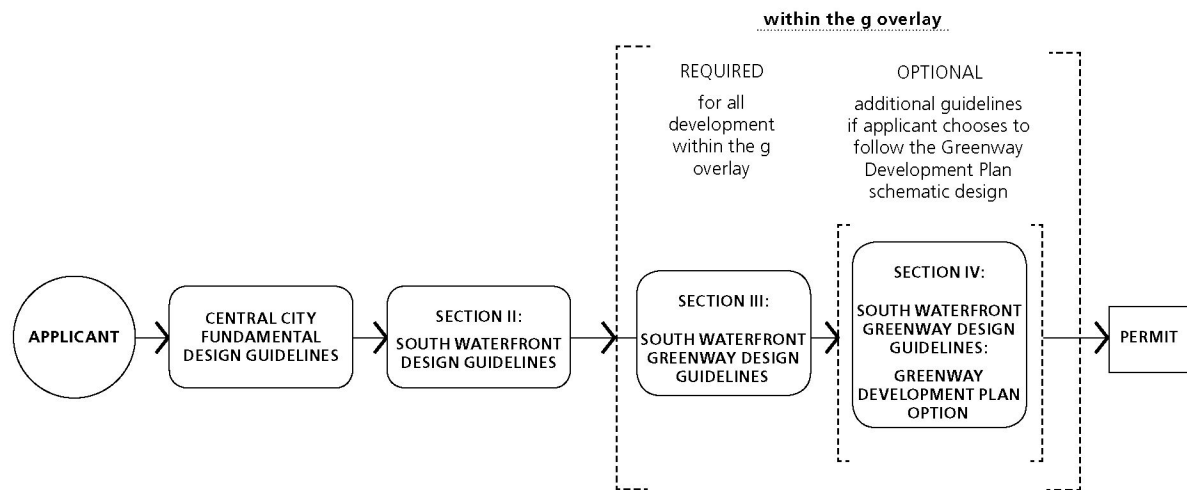 within the g overlay
REQUIRED
for all
development
within the g
overlay
OPTIONAL
additional guidelines
if applicant chooses to
follow the Greenway
Development Plan
schematic design
APPLICANT
CENTRAL CITY
FUNDAMENTAL
DESIGN GUIDELINES
SECTION II:
SOUTH WATERFRONT
DESIGN GUIDELINES
SECTION III:
SOUTH WATERFRONT
GREENWAY DESIGN
GUIDELINES
SECTION IV:
SOUTH WATERFRONT
GREENWAY DESIGN
GUIDELINES:
GREENWAY
DEVELOPMENT PLAN
OPTION
PERMIT